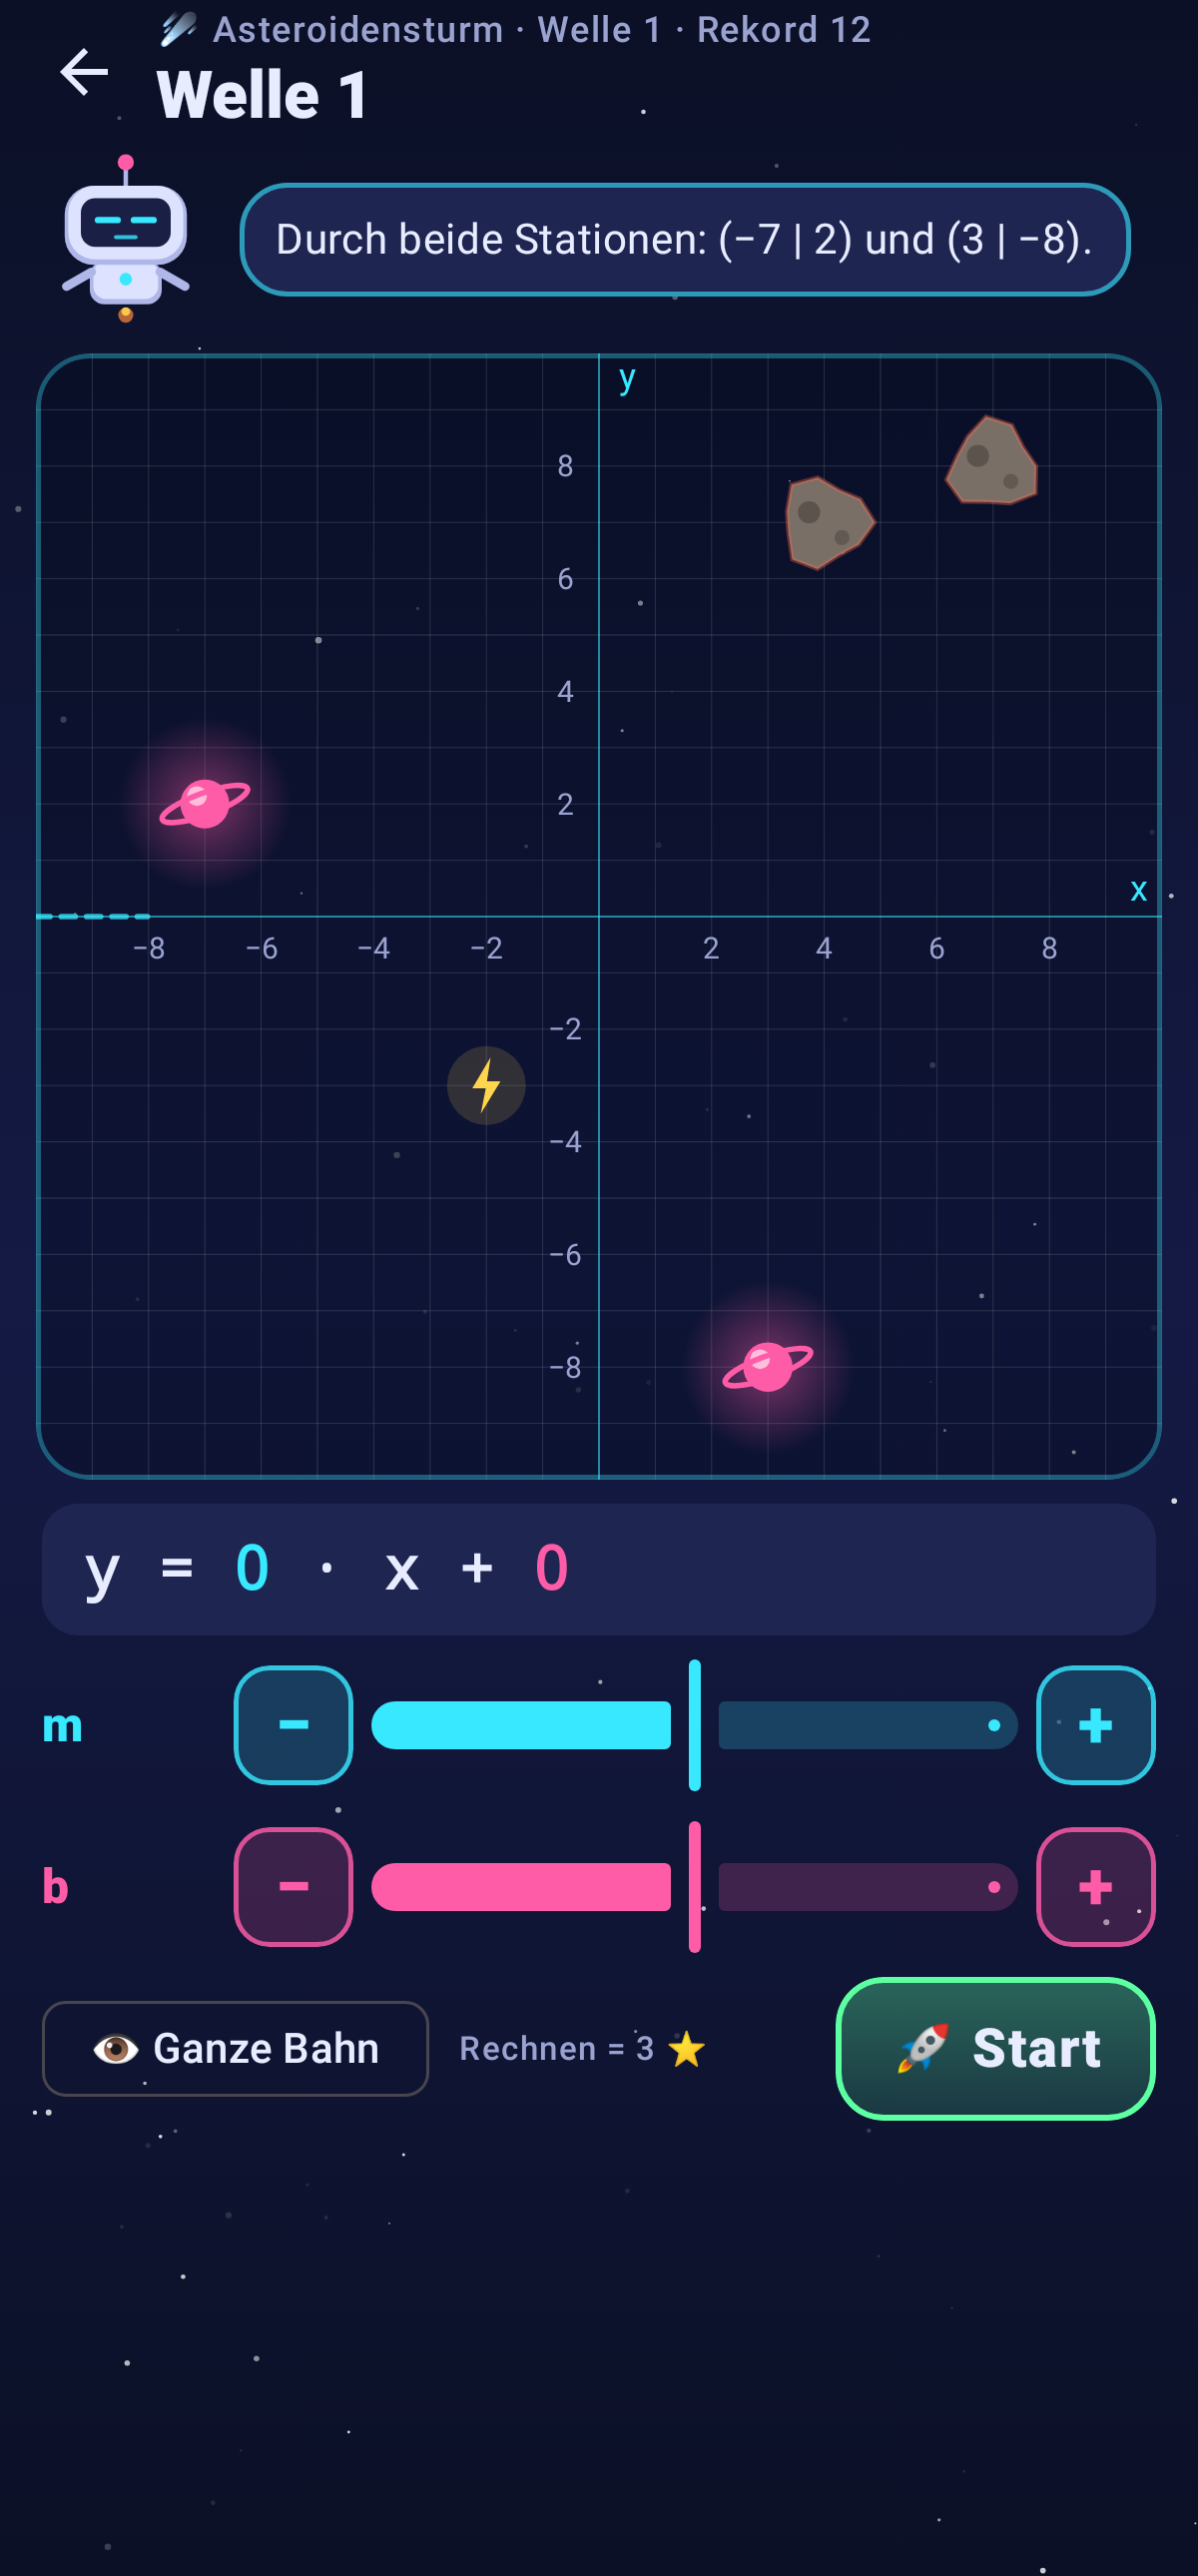 ☄️ Asteroidensturm · Welle 1 · Rekord 12
Welle 1
Durch beide Stationen: (−7 | 2) und (3 | −8).
y
8
6
4
2
x
−8 −6 −4 −2 2 4 6 8
−2
−4
−6
−8
y = 0 · x + 0
m − +
b − +
👁️ Ganze Bahn Rechnen = 3 ⭐ 🚀 Start